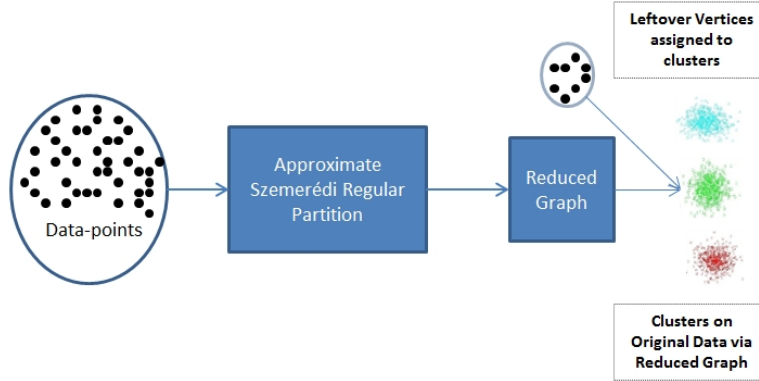 Leftover Vertices
assigned to
clusters
Data-points
Approximate
Szemerédi Regular
Partition
Reduced
Graph
Clusters on
Original Data via
Reduced Graph